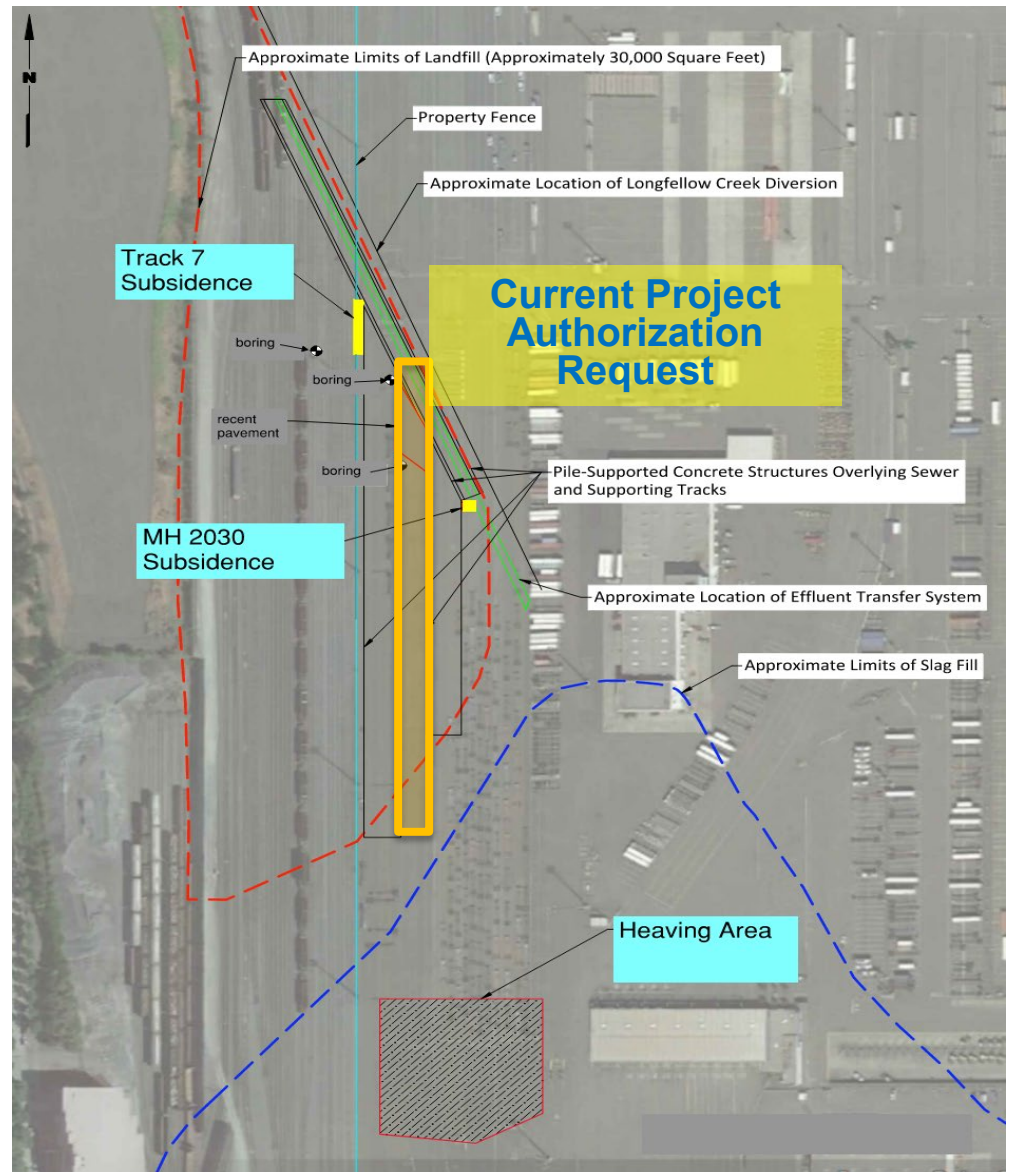 N
Approximate Limits of Landfill (Approximately 30,000 Square Feet)
Property Fence
Approximate Location of Longfellow Creek Diversion
Track 7
Subsidence
Current Project
Authorization
Request
boring
boring
recent
pavement
boring
Pile-Supported Concrete Structures Overlying Sewer
and Supporting Tracks
MH 2030
Subsidence
Approximate Location of Effluent Transfer System
Approximate Limits of Slag Fill
Heaving Area